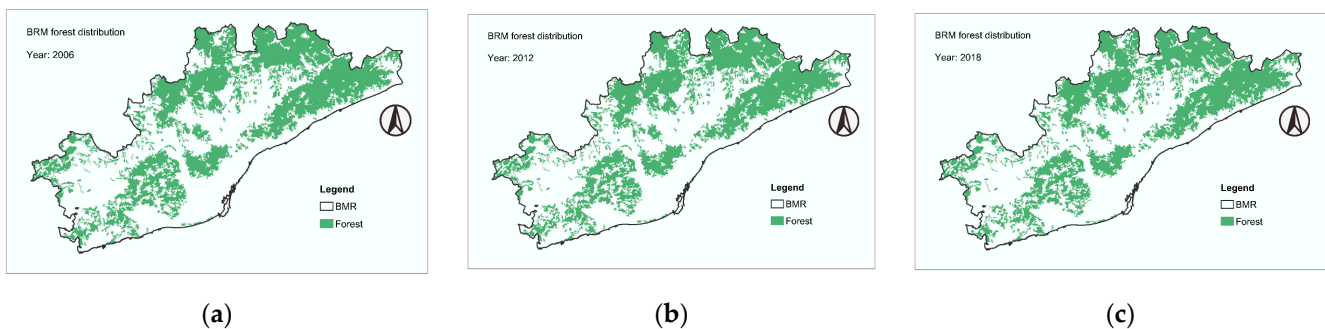 BRM forest distribution
Year: 2006
Legend
BMR
Forest
(a)
BRM forest distribution
Year: 2012
Legend
BMR
Forest
(b)
BRM forest distribution
Year: 2018
Legend
BMR
Forest
(c)